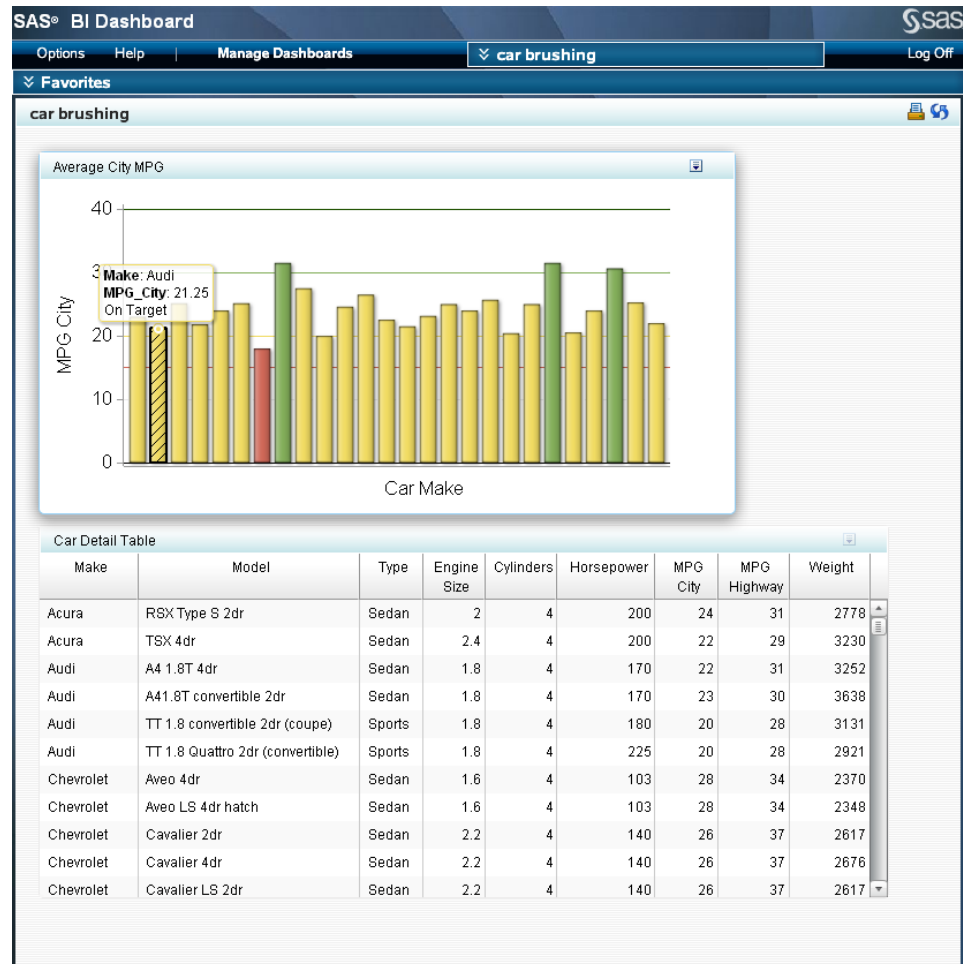 SAS® BI Dashboard
sas
Options Help | Manage Dashboards
car brushing
Log Off
Favorites
car brushing
Average City MPG
40
Make: Audi
MPG_City: 21.25
On Target
20
10
0
MPG City
Car Make
Car Detail Table
Make Model Type Engine Size Cylinders Horsepower MPG City MPG Highway Weight
Acura RSX Type S 2dr Sedan 2 4 200 24 31 2778
Acura TSX 4dr Sedan 2.4 4 200 22 29 3230
Audi A4 1.8T 4dr Sedan 1.8 4 170 22 31 3252
Audi A41.8T convertible 2dr Sedan 1.8 4 170 23 30 3638
Audi TT 1.8 convertible 2dr (coupe) Sports 1.8 4 180 20 28 3131
Audi TT 1.8 Quattro 2dr (convertible) Sports 1.8 4 225 20 28 2921
Chevrolet Aveo 4dr Sedan 1.6 4 103 28 34 2370
Chevrolet Aveo LS 4dr hatch Sedan 1.6 4 103 28 34 2348
Chevrolet Cavalier 2dr Sedan 2.2 4 140 26 37 2617
Chevrolet Cavalier 4dr Sedan 2.2 4 140 26 37 2676
Chevrolet Cavalier LS 2dr Sedan 2.2 4 140 26 37 2617